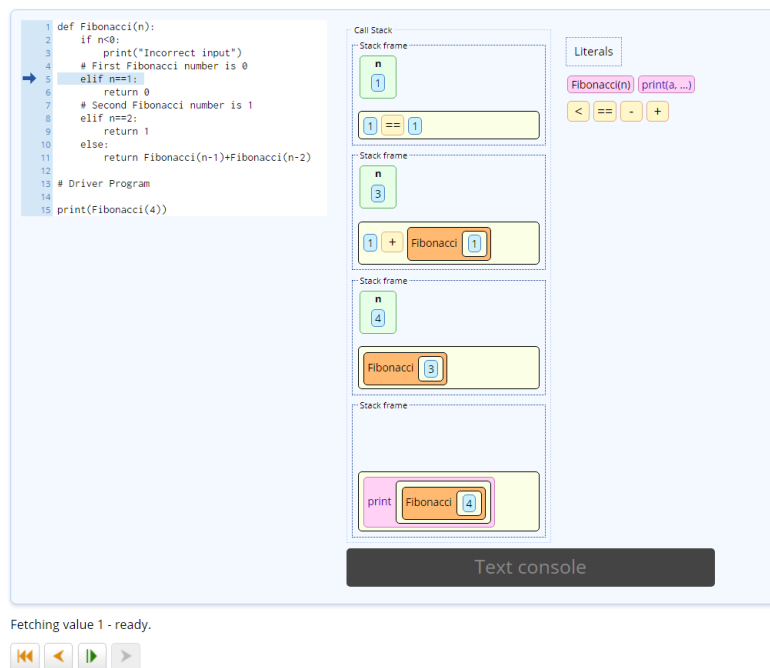 1 def Fibonacci(n):
2 if n<0:
3 print("Incorrect input")
4 # First Fibonacci number is 0
5 elif n==1:
6 return 0
7 # Second Fibonacci number is 1
8 elif n==2:
9 return 1
10 else:
11 return Fibonacci(n-1)+Fibonacci(n-2)
12
13 # Driver Program
14
15 print(Fibonacci(4))
Call Stack
Stack frame
n
1
1 == 1
Stack frame
n
3
1 + Fibonacci 1
Stack frame
n
4
Fibonacci 3
Stack frame
print Fibonacci 4
Literals
Fibonacci(n) print(a, ...)
< == - +
Text console
Fetching value 1 - ready.